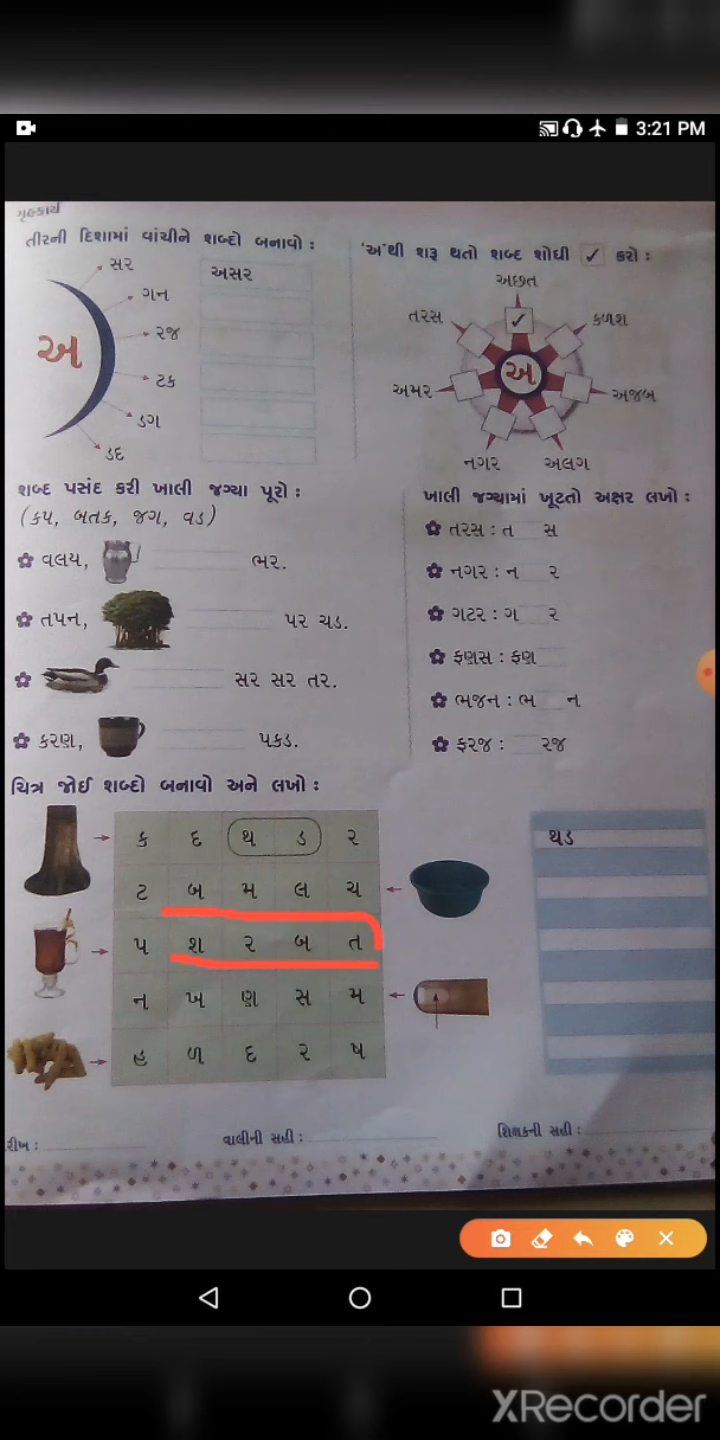 3:21 PM
ગૃહકાર્ય
તીરની દિશામાં વાંચીને શબ્દો બનાવો :
સર
અસર
ગન
રજ
અ
ટક
ડગ
ડદ
'અ'થી શરૂ થતો શબ્દ શોધી ✓ કરો :
અછત
તરસ
કળશ
✓
અ
અમર
અજબ
નગર
અલગ
શબ્દ પસંદ કરી ખાલી જગ્યા પૂરો :
(કપ, બતક, જગ, વડ)
વલય, ભર.
તપન, પર ચડ.
સર સર તર.
કરણ, પકડ.
ખાલી જગ્યામાં ખૂટતો અક્ષર લખો :
તરસ : ત સ
નગર : ન ર
ગટર : ગ ર
ફણસ : ફણ
ભજન : ભ ન
ફરજ : રજ
ચિત્ર જોઈ શબ્દો બનાવો અને લખો :
ક દ થ ડ ર
ટ બ મ લ ચ
પ શ ર બ ત
ન ખ ણ સ મ
હ ળ દ ર ષ
થડ
રીખ :
વાલીની સહી :
શિક્ષકની સહી :
XRecorder